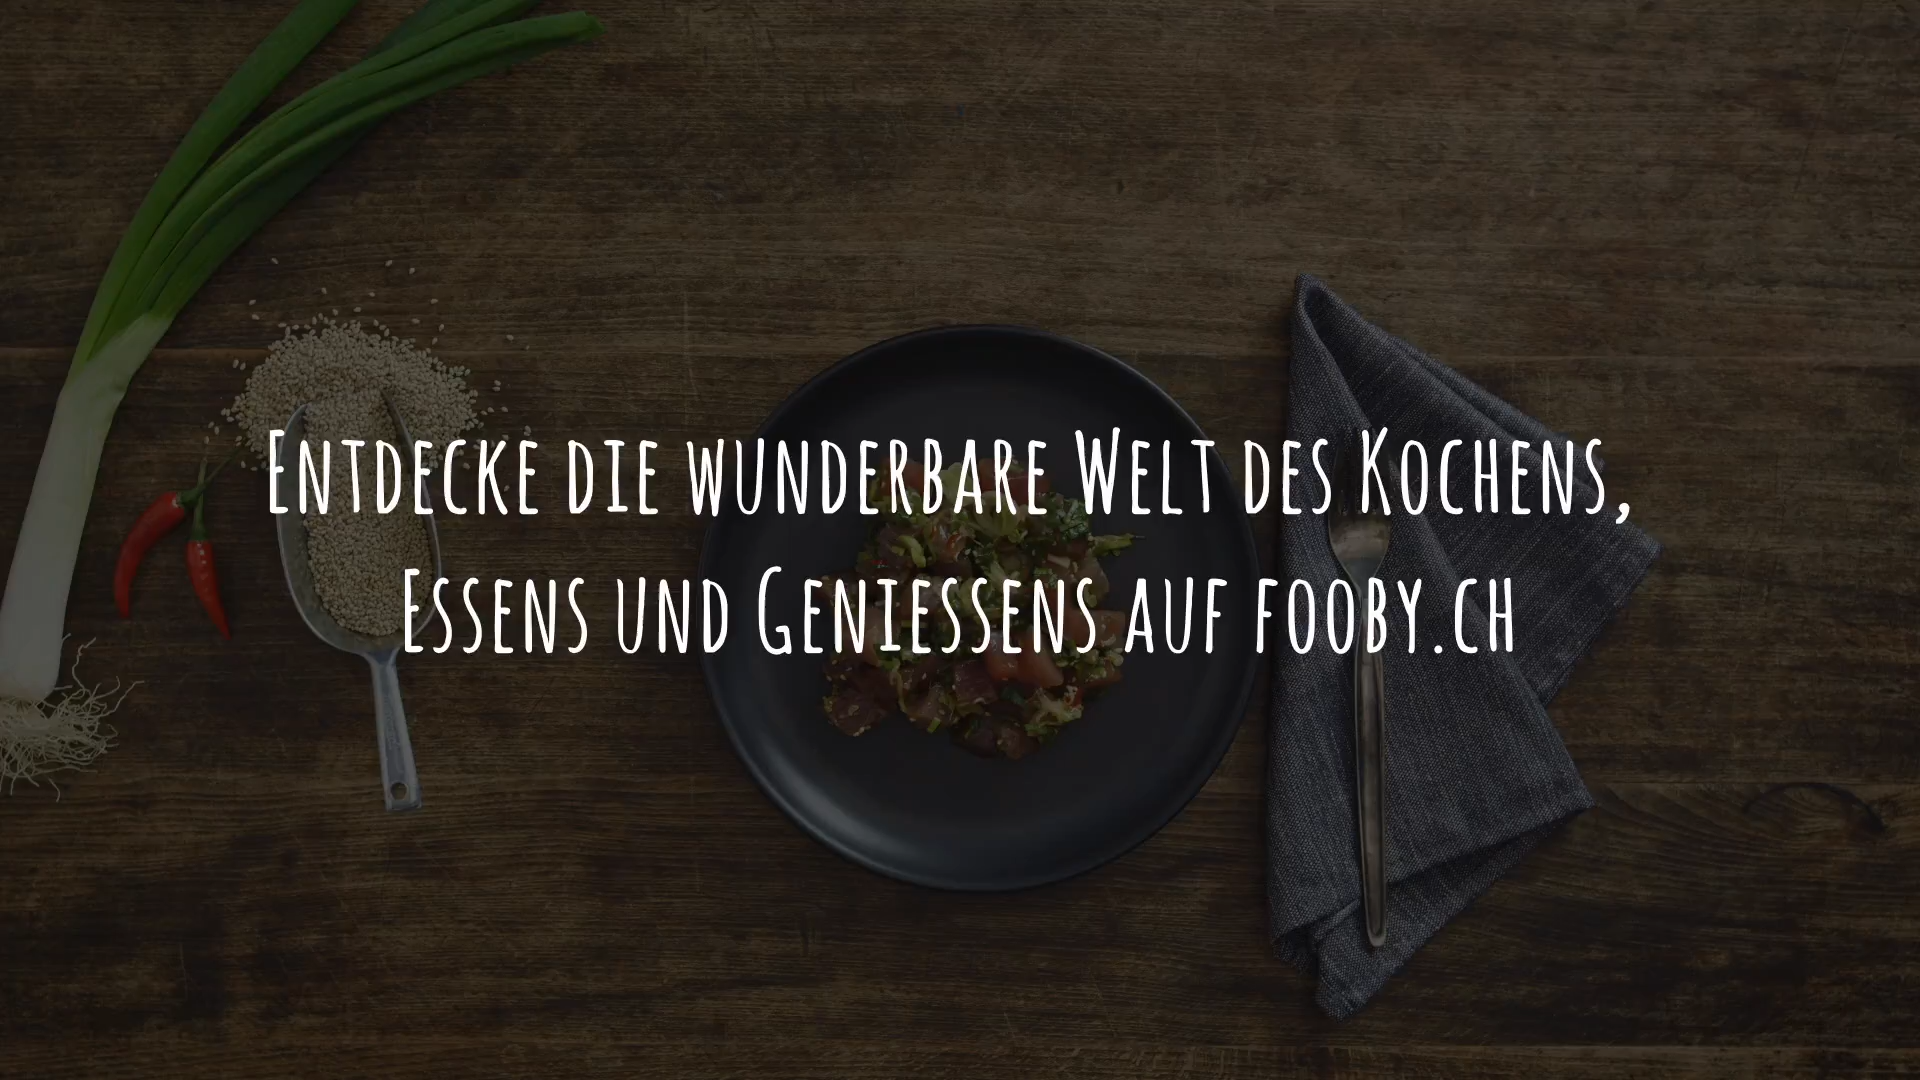 Entdecke die wunderbare Welt des Kochens,
Essens und Geniessens auf fooby.ch